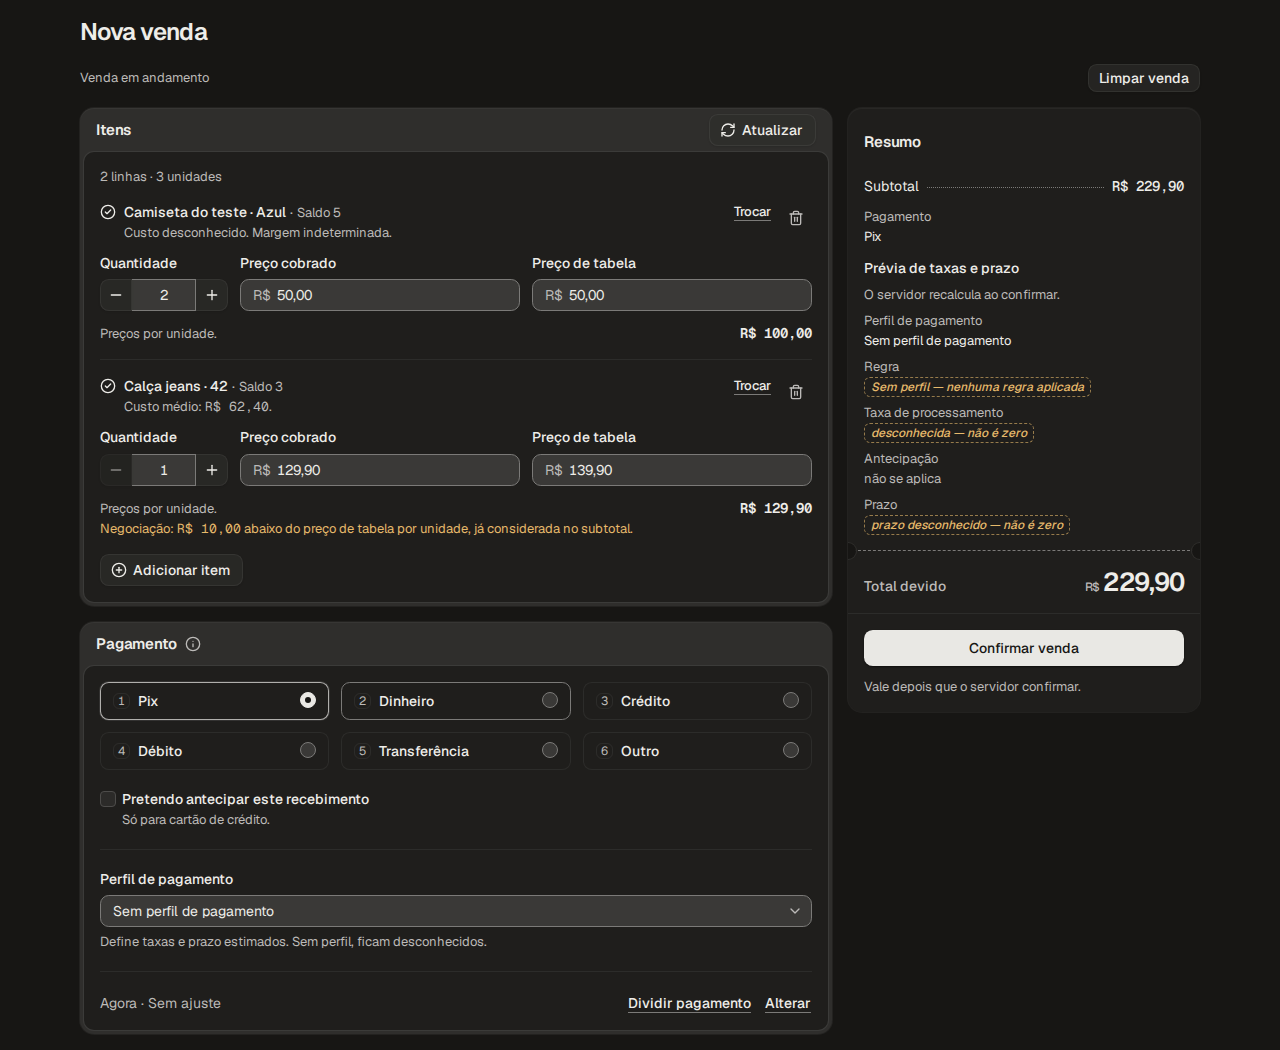 Nova venda
Venda em andamento
Limpar venda
Itens
Atualizar
2 linhas · 3 unidades
Camiseta do teste · Azul · Saldo 5
Trocar
Custo desconhecido. Margem indeterminada.
Quantidade
Preço cobrado
Preço de tabela
2
R$ 50,00
R$ 50,00
Preços por unidade.
R$ 100,00
Calça jeans · 42 · Saldo 3
Trocar
Custo médio: R$ 62,40.
Quantidade
Preço cobrado
Preço de tabela
1
R$ 129,90
R$ 139,90
Preços por unidade.
R$ 129,90
Negociação: R$ 10,00 abaixo do preço de tabela por unidade, já considerada no subtotal.
Adicionar item
Pagamento
1 Pix
2 Dinheiro
3 Crédito
4 Débito
5 Transferência
6 Outro
Pretendo antecipar este recebimento
Só para cartão de crédito.
Perfil de pagamento
Sem perfil de pagamento
Define taxas e prazo estimados. Sem perfil, ficam desconhecidos.
Agora · Sem ajuste
Dividir pagamento
Alterar
Resumo
Subtotal
R$ 229,90
Pagamento
Pix
Prévia de taxas e prazo
O servidor recalcula ao confirmar.
Perfil de pagamento
Sem perfil de pagamento
Regra
Sem perfil — nenhuma regra aplicada
Taxa de processamento
desconhecida — não é zero
Antecipação
não se aplica
Prazo
prazo desconhecido — não é zero
Total devido
R$ 229,90
Confirmar venda
Vale depois que o servidor confirmar.